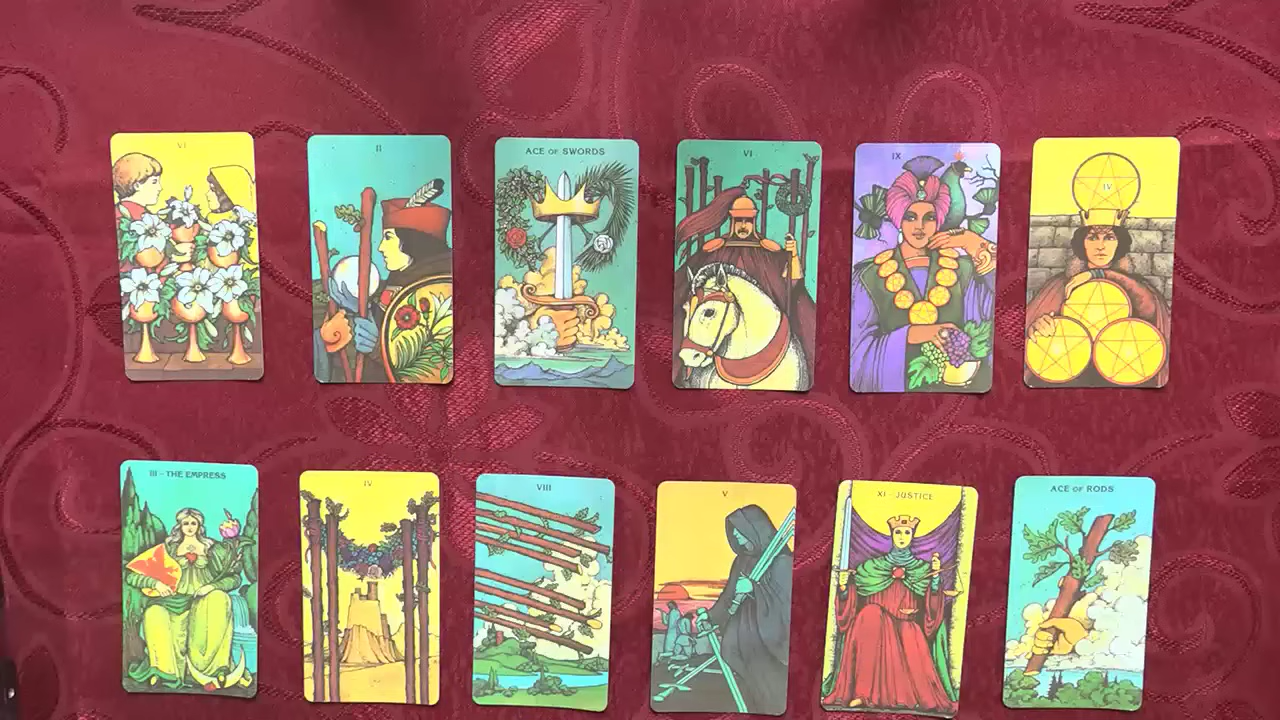 VI
II
ACE OF SWORDS
VI
IX
IV
III - THE EMPRESS
IV
VIII
V
XI - JUSTICE
ACE OF RODS